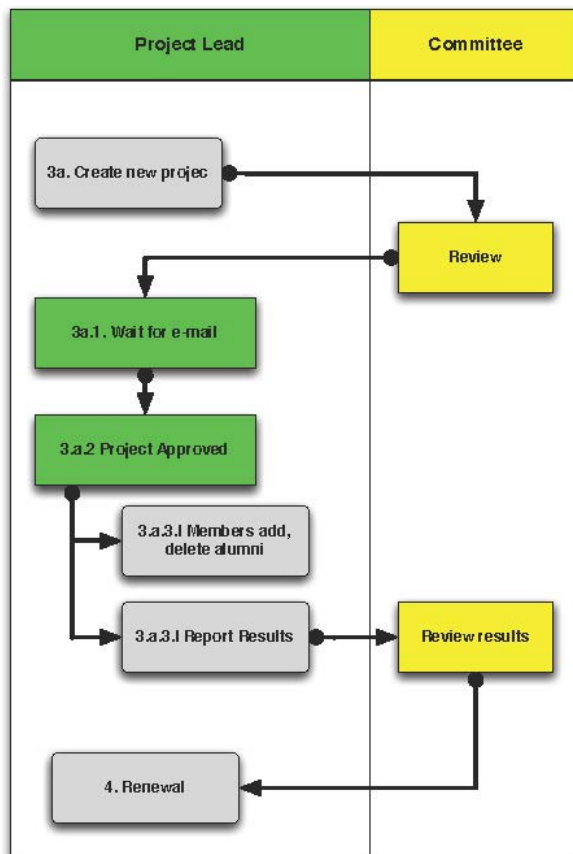 Project Lead
Committee
3a. Create new projec
Review
3a.1. Wait for e-mail
3.a.2 Project Approved
3.a.3.I Members add,
delete alumni
3.a.3.I Report Results
Review results
4. Renewal